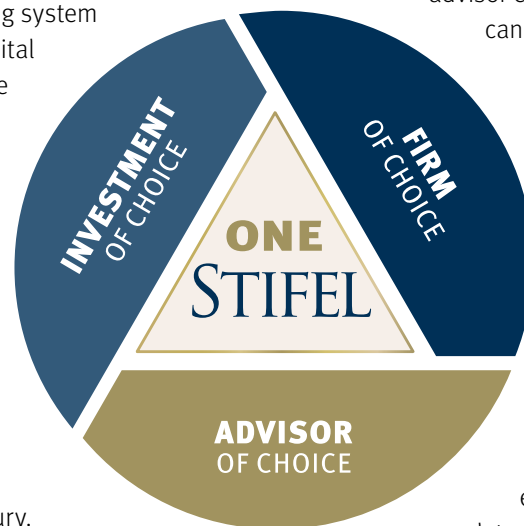 g system
ital
e
can
INVESTMENT
OF CHOICE
FIRM
OF CHOICE
ONE
STIFEL
ADVISOR
OF CHOICE
ury.
e